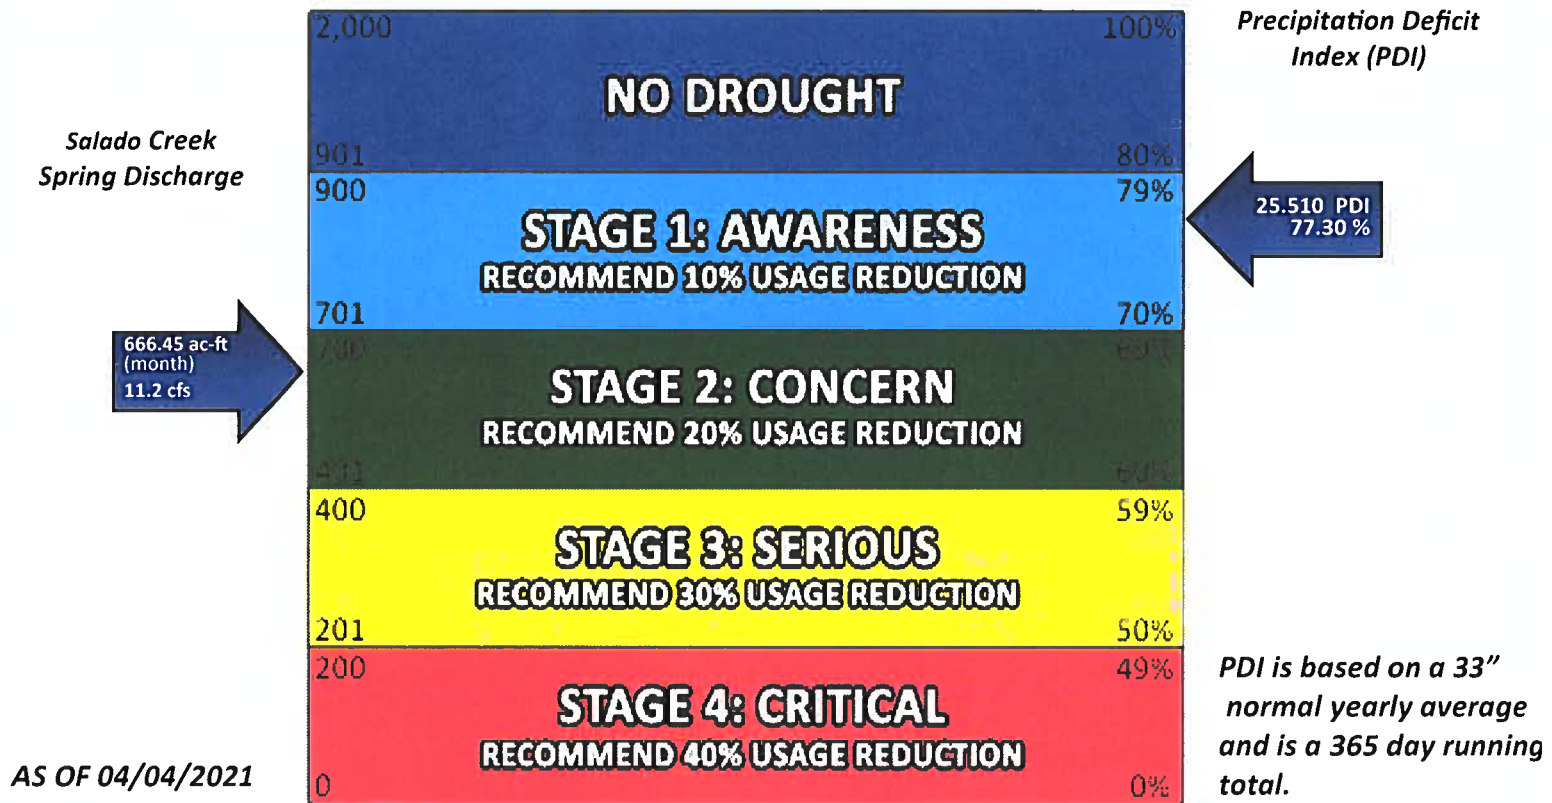 2,000
100%
Precipitation Deficit
Index (PDI)
NO DROUGHT
Salado Creek
Spring Discharge
901
80%
900
79%
25.510 PDI
77.30 %
STAGE 1: AWARENESS
RECOMMEND 10% USAGE REDUCTION
701
70%
666.45 ac-ft
(month)
11.2 cfs
700
STAGE 2: CONCERN
RECOMMEND 20% USAGE REDUCTION
401
60%
400
59%
STAGE 3: SERIOUS
RECOMMEND 30% USAGE REDUCTION
201
50%
200
49%
STAGE 4: CRITICAL
RECOMMEND 40% USAGE REDUCTION
0
0%
PDI is based on a 33”
normal yearly average
and is a 365 day running
total.
AS OF 04/04/2021